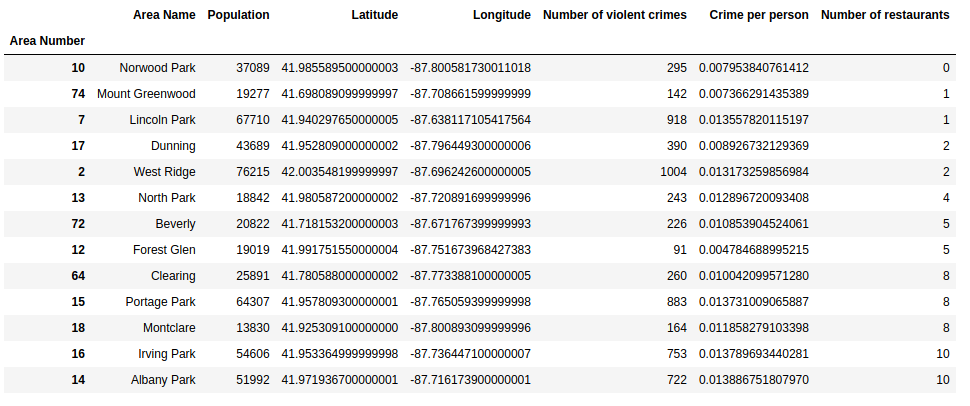 Area Name Population Latitude Longitude Number of violent crimes Crime per person Number of restaurants
Area Number
10 Norwood Park 37089 41.985589500000003 -87.800581730011018 295 0.007953840761412 0
74 Mount Greenwood 19277 41.698089099999997 -87.708661599999999 142 0.007366291435389 1
7 Lincoln Park 67710 41.940297650000005 -87.638117105417564 918 0.013557820115197 1
17 Dunning 43689 41.952809000000002 -87.796449300000006 390 0.008926732129369 2
2 West Ridge 76215 42.003548199999997 -87.696242600000005 1004 0.013173259856984 2
13 North Park 18842 41.980587200000002 -87.720891699999996 243 0.012896720093408 4
72 Beverly 20822 41.718153200000003 -87.671767399999993 226 0.010853904524061 5
12 Forest Glen 19019 41.991751550000004 -87.751673968427383 91 0.004784688995215 5
64 Clearing 25891 41.780588000000002 -87.773388100000005 260 0.010042099571280 8
15 Portage Park 64307 41.957809300000001 -87.765059399999998 883 0.013731009065887 8
18 Montclare 13830 41.925309100000000 -87.800893099999996 164 0.011858279103398 8
16 Irving Park 54606 41.953364999999998 -87.736447100000007 753 0.013789693440281 10
14 Albany Park 51992 41.971936700000001 -87.716173900000001 722 0.013886751807970 10